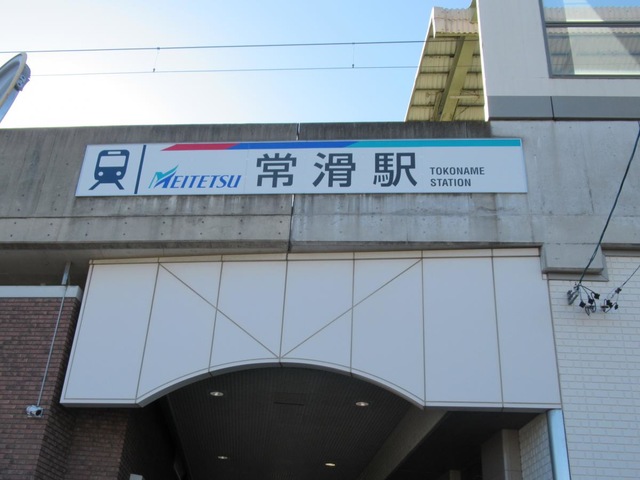 MEITETSU 常滑駅 TOKONAME
STATION